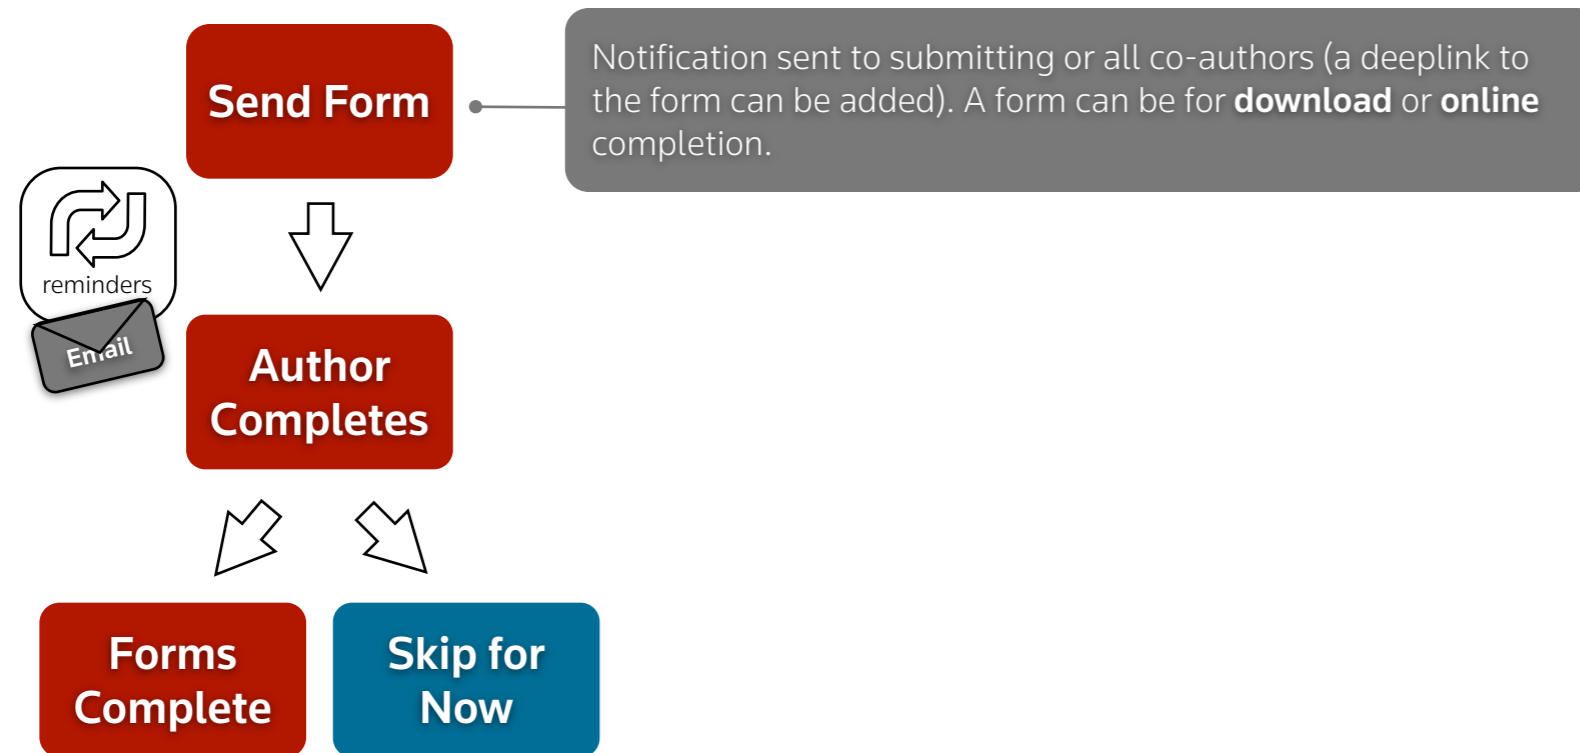 Send Form
Notification sent to submitting or all co-authors (a deeplink to
the form can be added). A form can be for download or online
completion.
reminders
Email
Author
Completes
Forms
Complete
Skip for
Now